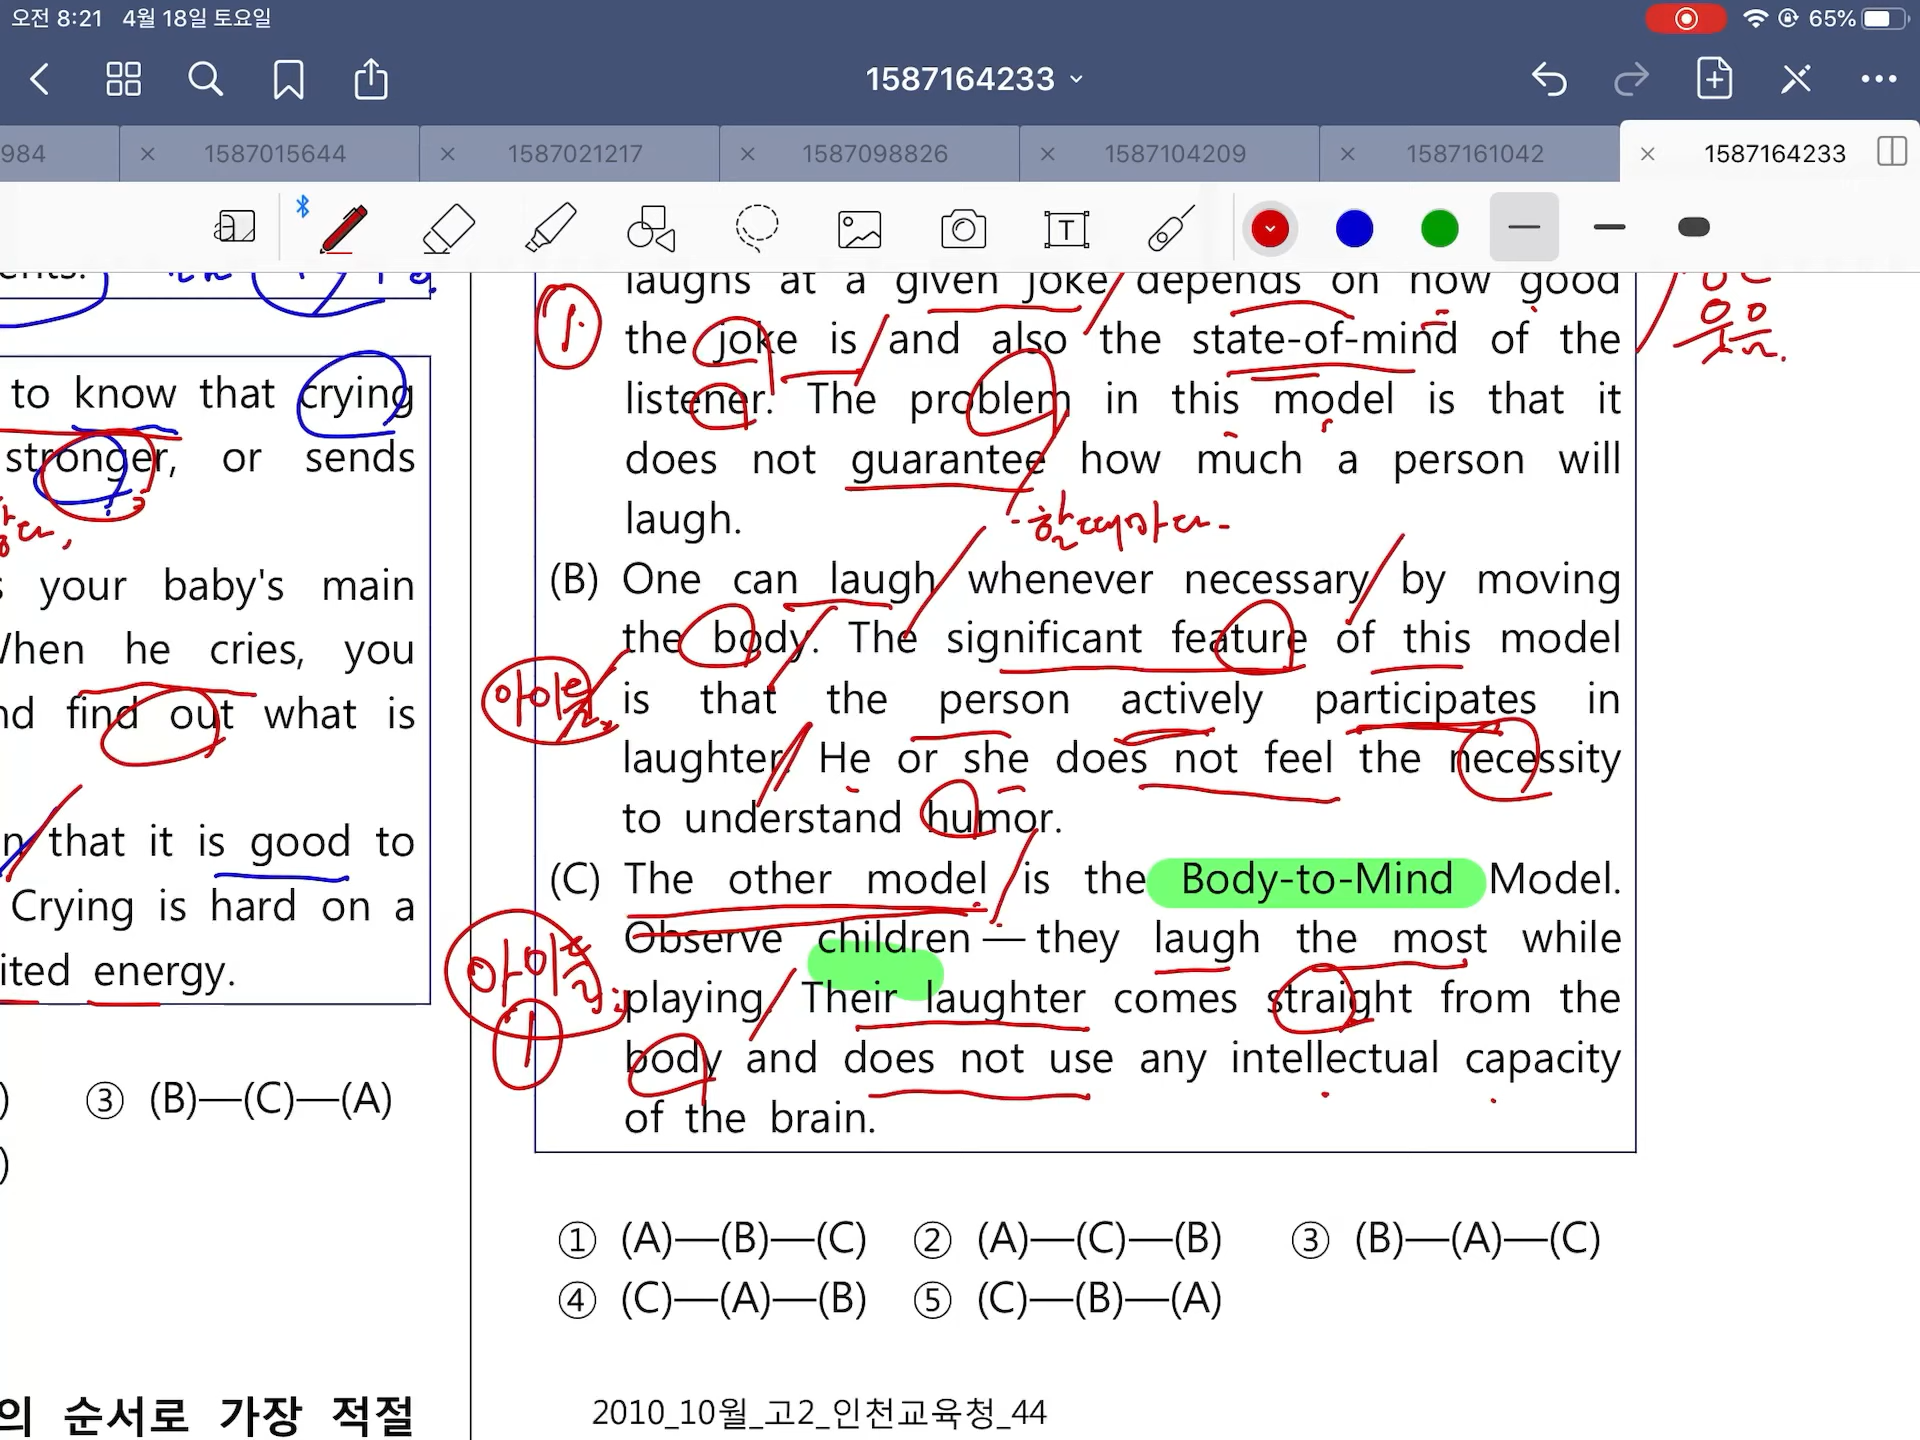 오전 8:21 4월 18일 토요일
65%
1587164233
984
1587015644
1587021217
1587098826
1587104209
1587161042
1587164233
T
to know that crying
stronger, or sends
your baby's main
When he cries, you
find out what is
that it is good to
Crying is hard on a
energy.
③ (B)—(C)—(A)
의 순서로 가장 적절
laughs at a given joke depends on how good
the joke is and also the state-of-mind of the
웃음.
listener. The problem in this model is that it
does not guarantee how much a person will
laugh.
할때마다-
(B) One can laugh whenever necessary by moving
the body. The significant feature of this model
아이들
is that the person actively participates in
laughter. He or she does not feel the necessity
to understand humor.
(C) The other model is the Body-to-Mind Model.
Observe children — they laugh the most while
아이들
playing. Their laughter comes straight from the
body and does not use any intellectual capacity
of the brain.
① (A)—(B)—(C) ② (A)—(C)—(B) ③ (B)—(A)—(C)
④ (C)—(A)—(B) ⑤ (C)—(B)—(A)
2010_10월_고2_인천교육청_44